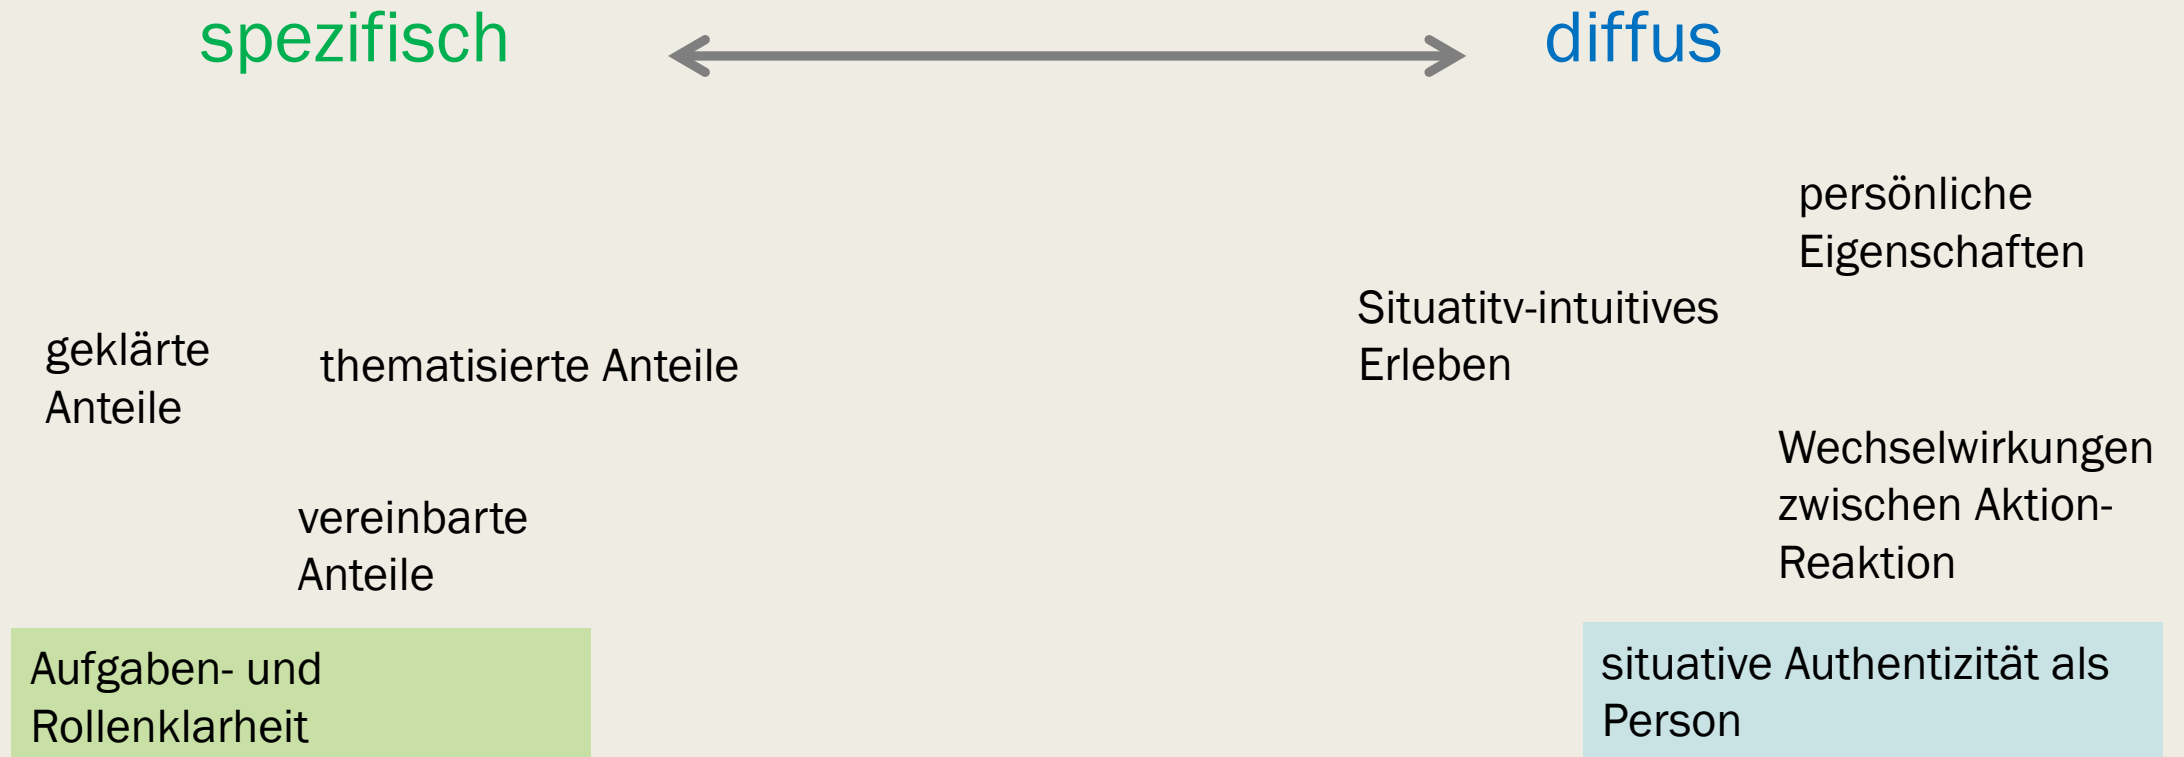 spezifisch
diffus
persönliche
Eigenschaften
Situatitv-intuitives
Erleben
geklärte
Anteile
thematisierte Anteile
Wechselwirkungen
zwischen Aktion-
Reaktion
vereinbarte
Anteile
Aufgaben- und
Rollenklarheit
situative Authentizität als
Person